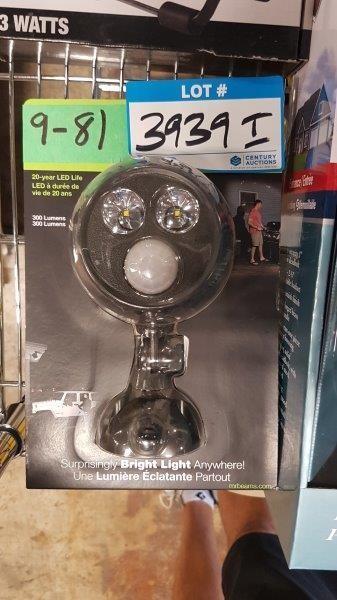 3 WATTS
LOT #
9-81
3939 I
CENTURY
AUCTIONS
20-year LED Life
LED à durée de
vie de 20 ans
300 Lumens
300 Lumens
Surprisingly Bright Light Anywhere!
Une Lumière Éclatante Partout
mrbeams.com